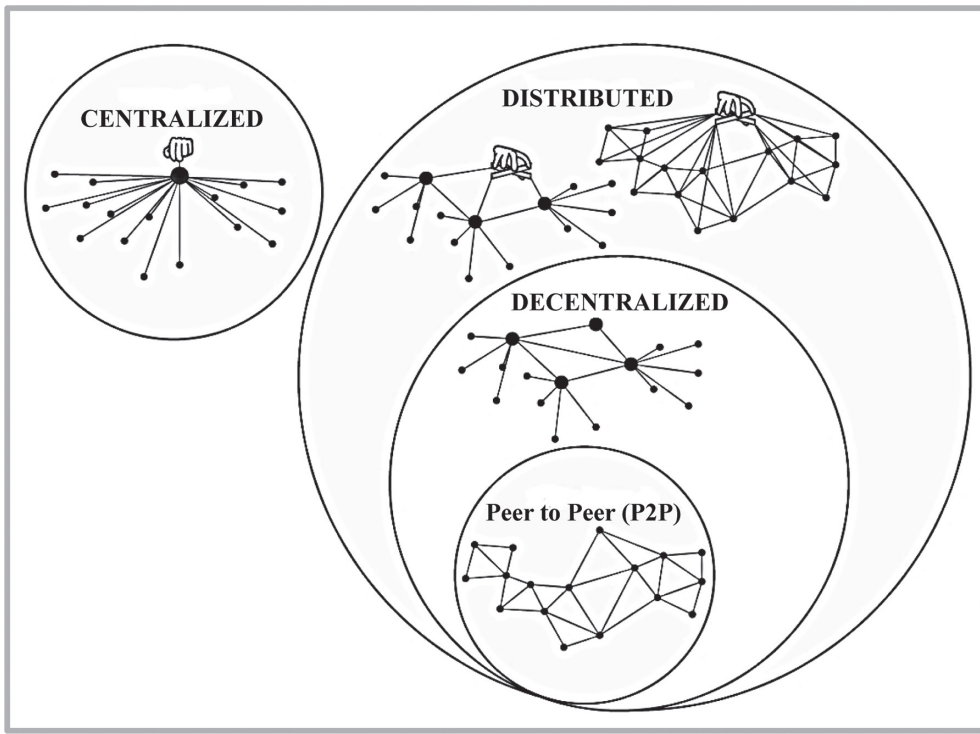 CENTRALIZED
DISTRIBUTED
DECENTRALIZED
Peer to Peer (P2P)